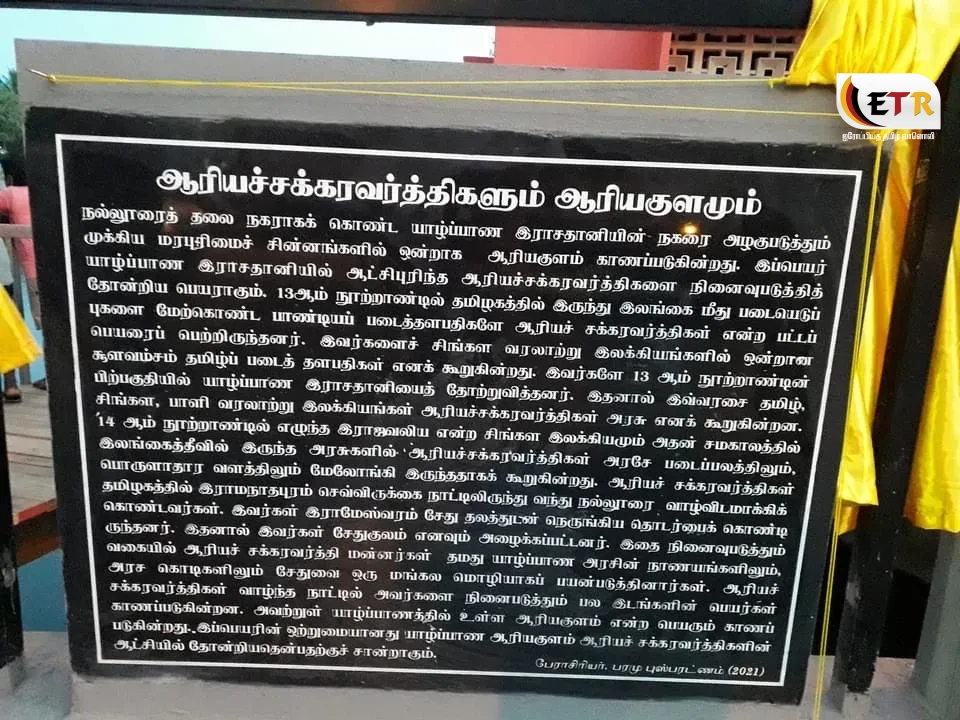 ETR
ஐரோப்பியத் தமிழ் வானொலி
ஆரியச்சக்கரவர்த்திகளும் ஆரியகுளமும்
நல்லூரைத் தலை நகராகக் கொண்ட யாழ்ப்பாண இராசதானியின் நகரை அழகுபடுத்தும்
முக்கிய மரபுரிமைச் சின்னங்களில் ஒன்றாக ஆரியகுளம் காணப்படுகின்றது. இப்பெயர்
யாழ்ப்பாண இராசதானியில் ஆட்சிபுரிந்த ஆரியச்சக்கரவர்த்திகளை நினைவுபடுத்தித்
தோன்றிய பெயராகும். 13ஆம் நூற்றாண்டில் தமிழகத்தில் இருந்து இலங்கை மீது படையெடுப்
புகளை மேற்கொண்ட பாண்டியப் படைத்தளபதிகளே ஆரியச் சக்கரவர்த்திகள் என்ற பட்டப்
பெயரைப் பெற்றிருந்தனர். இவர்களைச் சிங்கள வரலாற்று இலக்கியங்களில் ஒன்றான
சூளவம்சம் தமிழ்ப் படைத் தளபதிகள் எனக் கூறுகின்றது. இவர்களே 13 ஆம் நூற்றாண்டின்
பிற்பகுதியில் யாழ்ப்பாண இராசதானியைத் தோற்றுவித்தனர். இதனால் இவ்வரசை தமிழ்,
சிங்கள, பாளி வரலாற்று இலக்கியங்கள் ஆரியச்சக்கரவர்த்திகள் அரசு எனக் கூறுகின்றன.
14 ஆம் நூற்றாண்டில் எழுந்த இராஜவலிய என்ற சிங்கள இலக்கியமும் அதன் சமகாலத்தில்
இலங்கைத்தீவில் இருந்த அரசுகளில் ஆரியச்சக்கரவர்த்திகள் அரசே படைப்பலத்திலும்,
பொருளாதார வளத்திலும் மேலோங்கி இருந்ததாகக் கூறுகின்றது. ஆரியச் சக்கரவர்த்திகள்
தமிழகத்தில் இராமநாதபுரம் செவ்விருக்கை நாட்டிலிருந்து வந்து நல்லூரை வாழ்விடமாக்கிக்
கொண்டவர்கள். இவர்கள் இராமேஸ்வரம் சேது தலத்துடன் நெருங்கிய தொடர்பைக் கொண்டி
ருந்தனர். இதனால் இவர்கள் சேதுகுலம் எனவும் அழைக்கப்பட்டனர். இதை நினைவுபடுத்தும்
வகையில் ஆரியச் சக்கரவர்த்தி மன்னர்கள் தமது யாழ்ப்பாண அரசின் நாணயங்களிலும்,
அரச கொடிகளிலும் சேதுவை ஒரு மங்கல மொழியாகப் பயன்படுத்தினார்கள். ஆரியச்
சக்கரவர்த்திகள் வாழ்ந்த நாட்டில் அவர்களை நினைபடுத்தும் பல இடங்களின் பெயர்கள்
காணப்படுகின்றன. அவற்றுள் யாழ்ப்பாணத்தில் உள்ள ஆரியகுளம் என்ற பெயரும் காணப்
படுகின்றது. இப்பெயரின் ஒற்றுமையானது யாழ்ப்பாண ஆரியகுளம் ஆரியச் சக்கரவர்த்திகளின்
ஆட்சியில் தோன்றியதென்பதற்குச் சான்றாகும்.
பேராசிரியர். பரமு புஸ்பரட்ணம் (2021)